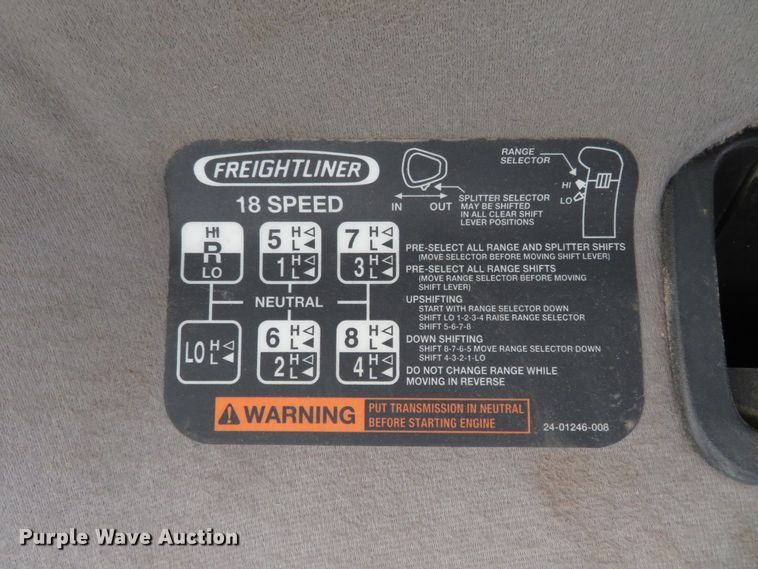 FREIGHTLINER
18 SPEED
RANGE
SELECTOR
HI
LO
IN OUT
SPLITTER SELECTOR
MAY BE SHIFTED
IN ALL CLEAR SHIFT
LEVER POSITIONS
HI
R
LO
5 H
L
1 H
L
7 H
L
3 H
L
NEUTRAL
LO H
L
6 H
L
2 H
L
8 H
L
4 H
L
PRE-SELECT ALL RANGE AND SPLITTER SHIFTS
(MOVE SELECTOR BEFORE MOVING SHIFT LEVER)
PRE-SELECT ALL RANGE SHIFTS
(MOVE RANGE SELECTOR BEFORE MOVING
SHIFT LEVER)
UPSHIFTING
START WITH RANGE SELECTOR DOWN
SHIFT LO 1-2-3-4 RAISE RANGE SELECTOR
SHIFT 5-6-7-8
DOWN SHIFTING
SHIFT 8-7-6-5 MOVE RANGE SELECTOR DOWN
SHIFT 4-3-2-1-LO
DO NOT CHANGE RANGE WHILE
MOVING IN REVERSE
WARNING
PUT TRANSMISSION IN NEUTRAL
BEFORE STARTING ENGINE
24-01246-008
Purple Wave Auction
Purple Wave Auction